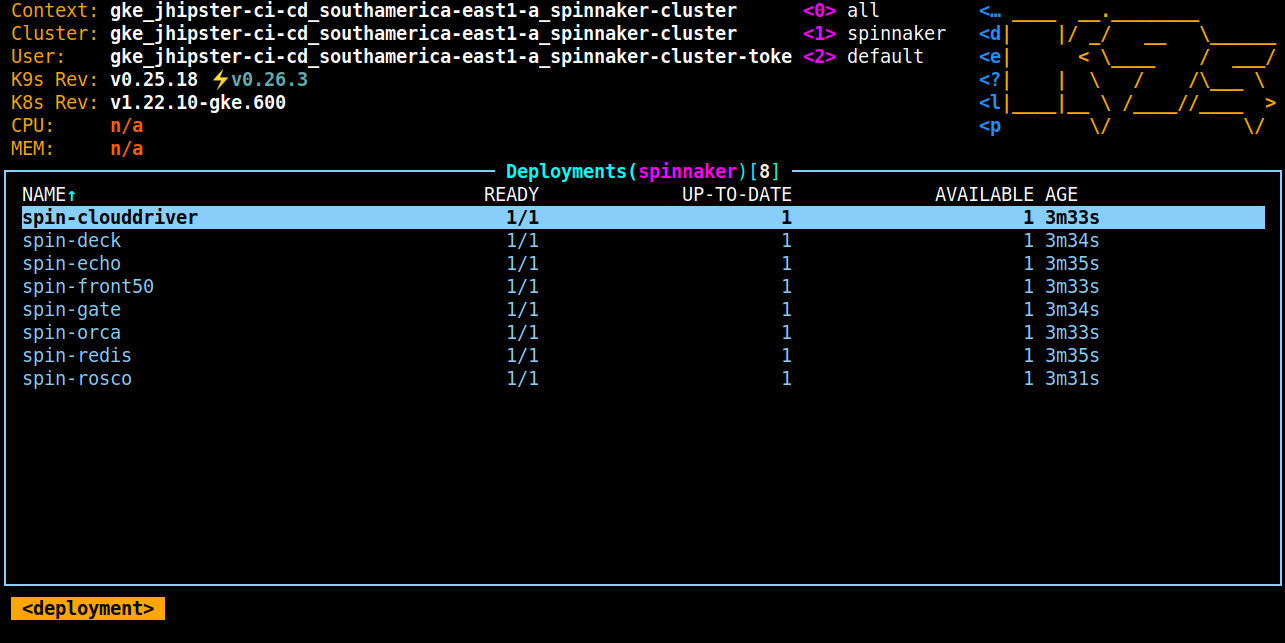 Context: gke_jhipster-ci-cd_southamerica-east1-a_spinnaker-cluster <0> all <…
Cluster: gke_jhipster-ci-cd_southamerica-east1-a_spinnaker-cluster <1> spinnaker <d
User: gke_jhipster-ci-cd_southamerica-east1-a_spinnaker-cluster-toke <2> default <e
K9s Rev: v0.25.18 ⚡v0.26.3 <?
K8s Rev: v1.22.10-gke.600 <l
CPU: n/a <p
MEM: n/a
K9s
Deployments(spinnaker)[8]
NAME↑ READY UP-TO-DATE AVAILABLE AGE
spin-clouddriver 1/1 1 1 3m33s
spin-deck 1/1 1 1 3m34s
spin-echo 1/1 1 1 3m35s
spin-front50 1/1 1 1 3m33s
spin-gate 1/1 1 1 3m34s
spin-orca 1/1 1 1 3m33s
spin-redis 1/1 1 1 3m35s
spin-rosco 1/1 1 1 3m31s
<deployment>